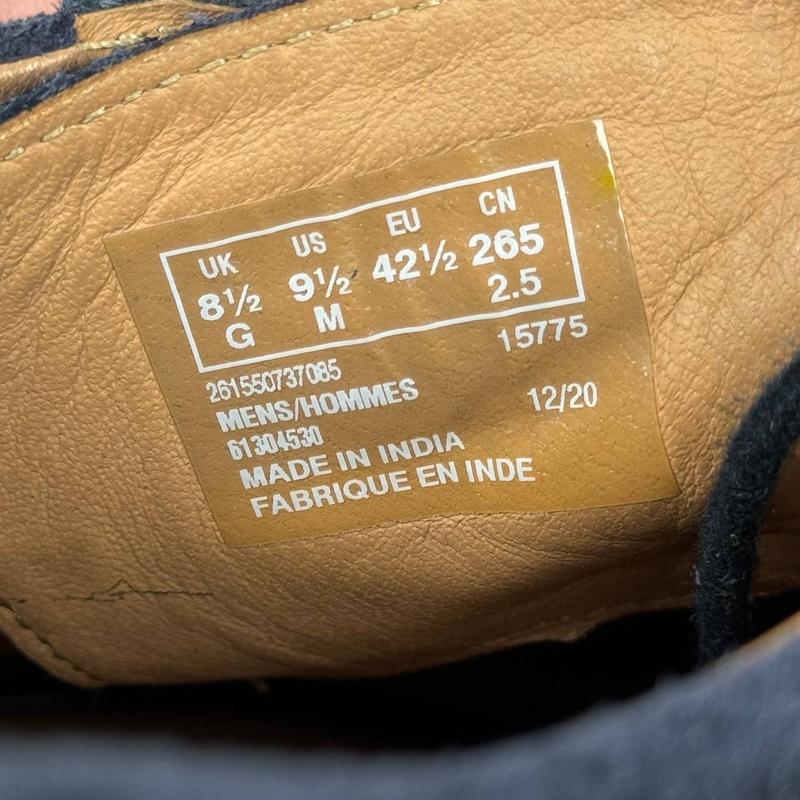 UK US EU CN
8½ 9½ 42½ 265
G M 2.5
261550737085 15775
MENS/HOMMES 12/20
61304530
MADE IN INDIA
FABRIQUE EN INDE